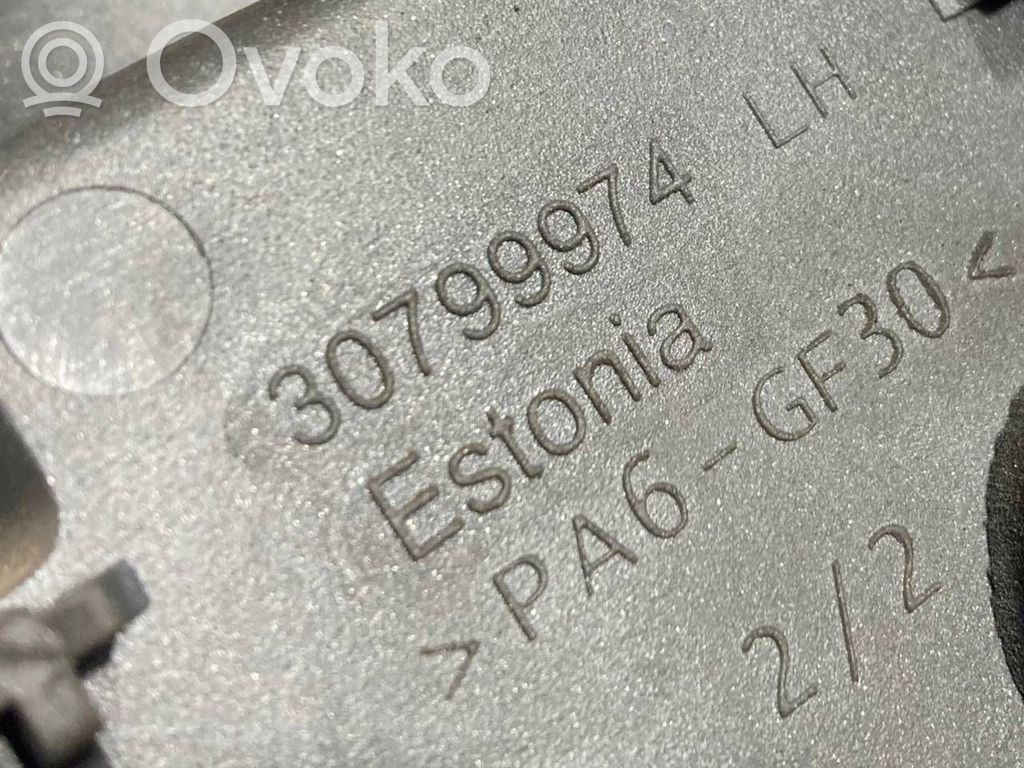 Ovoko
30799974 LH
Estonia
>PA6-GF30<
2/2